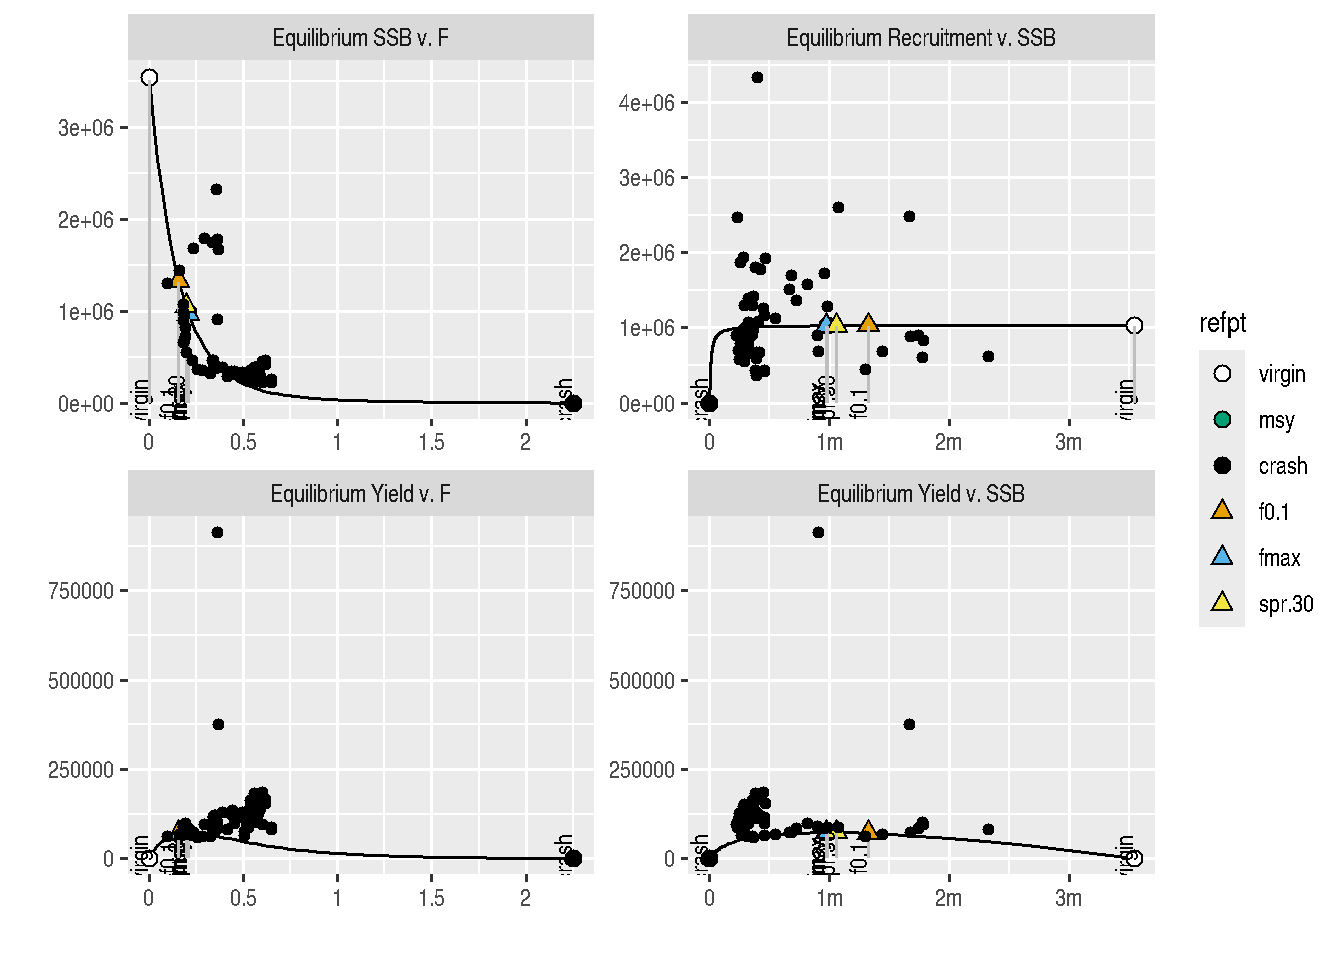 Equilibrium SSB v. F
Equilibrium Recruitment v. SSB
3e+06
2e+06
1e+06
0e+00
virgin
f0.1
crash
0 0.5 1 1.5 2
4e+06
3e+06
2e+06
1e+06
0e+00
crash
f0.1
virgin
0 1m 2m 3m
Equilibrium Yield v. F
Equilibrium Yield v. SSB
750000
500000
250000
0
virgin
f0.1
crash
0 0.5 1 1.5 2
750000
500000
250000
0
crash
f0.1
virgin
0 1m 2m 3m
refpt
virgin
msy
crash
f0.1
fmax
spr.30